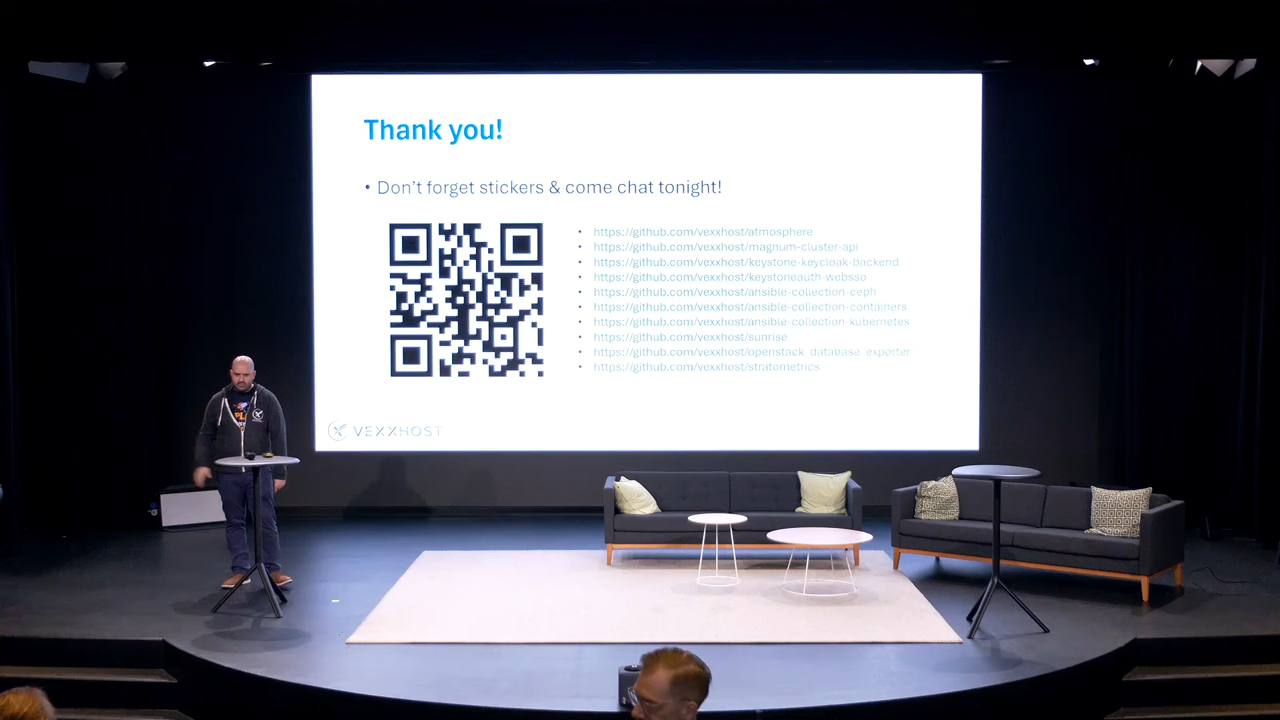 Thank you!
• Don't forget stickers & come chat tonight!
• https://github.com/vexxhost/atmosphere
• https://github.com/vexxhost/magnum-cluster-api
• https://github.com/vexxhost/keystone-keycloak-backend
• https://github.com/vexxhost/keystoneauth-websso
• https://github.com/vexxhost/ansible-collection-ceph
• https://github.com/vexxhost/ansible-collection-containers
• https://github.com/vexxhost/ansible-collection-kubernetes
• https://github.com/vexxhost/sunrise
• https://github.com/vexxhost/openstack_database_exporter
• https://github.com/vexxhost/stratometrics
VEXXHOST